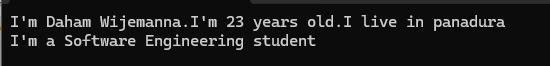 I'm Daham Wijemanna.I'm 23 years old.I live in panadura
I'm a Software Engineering student